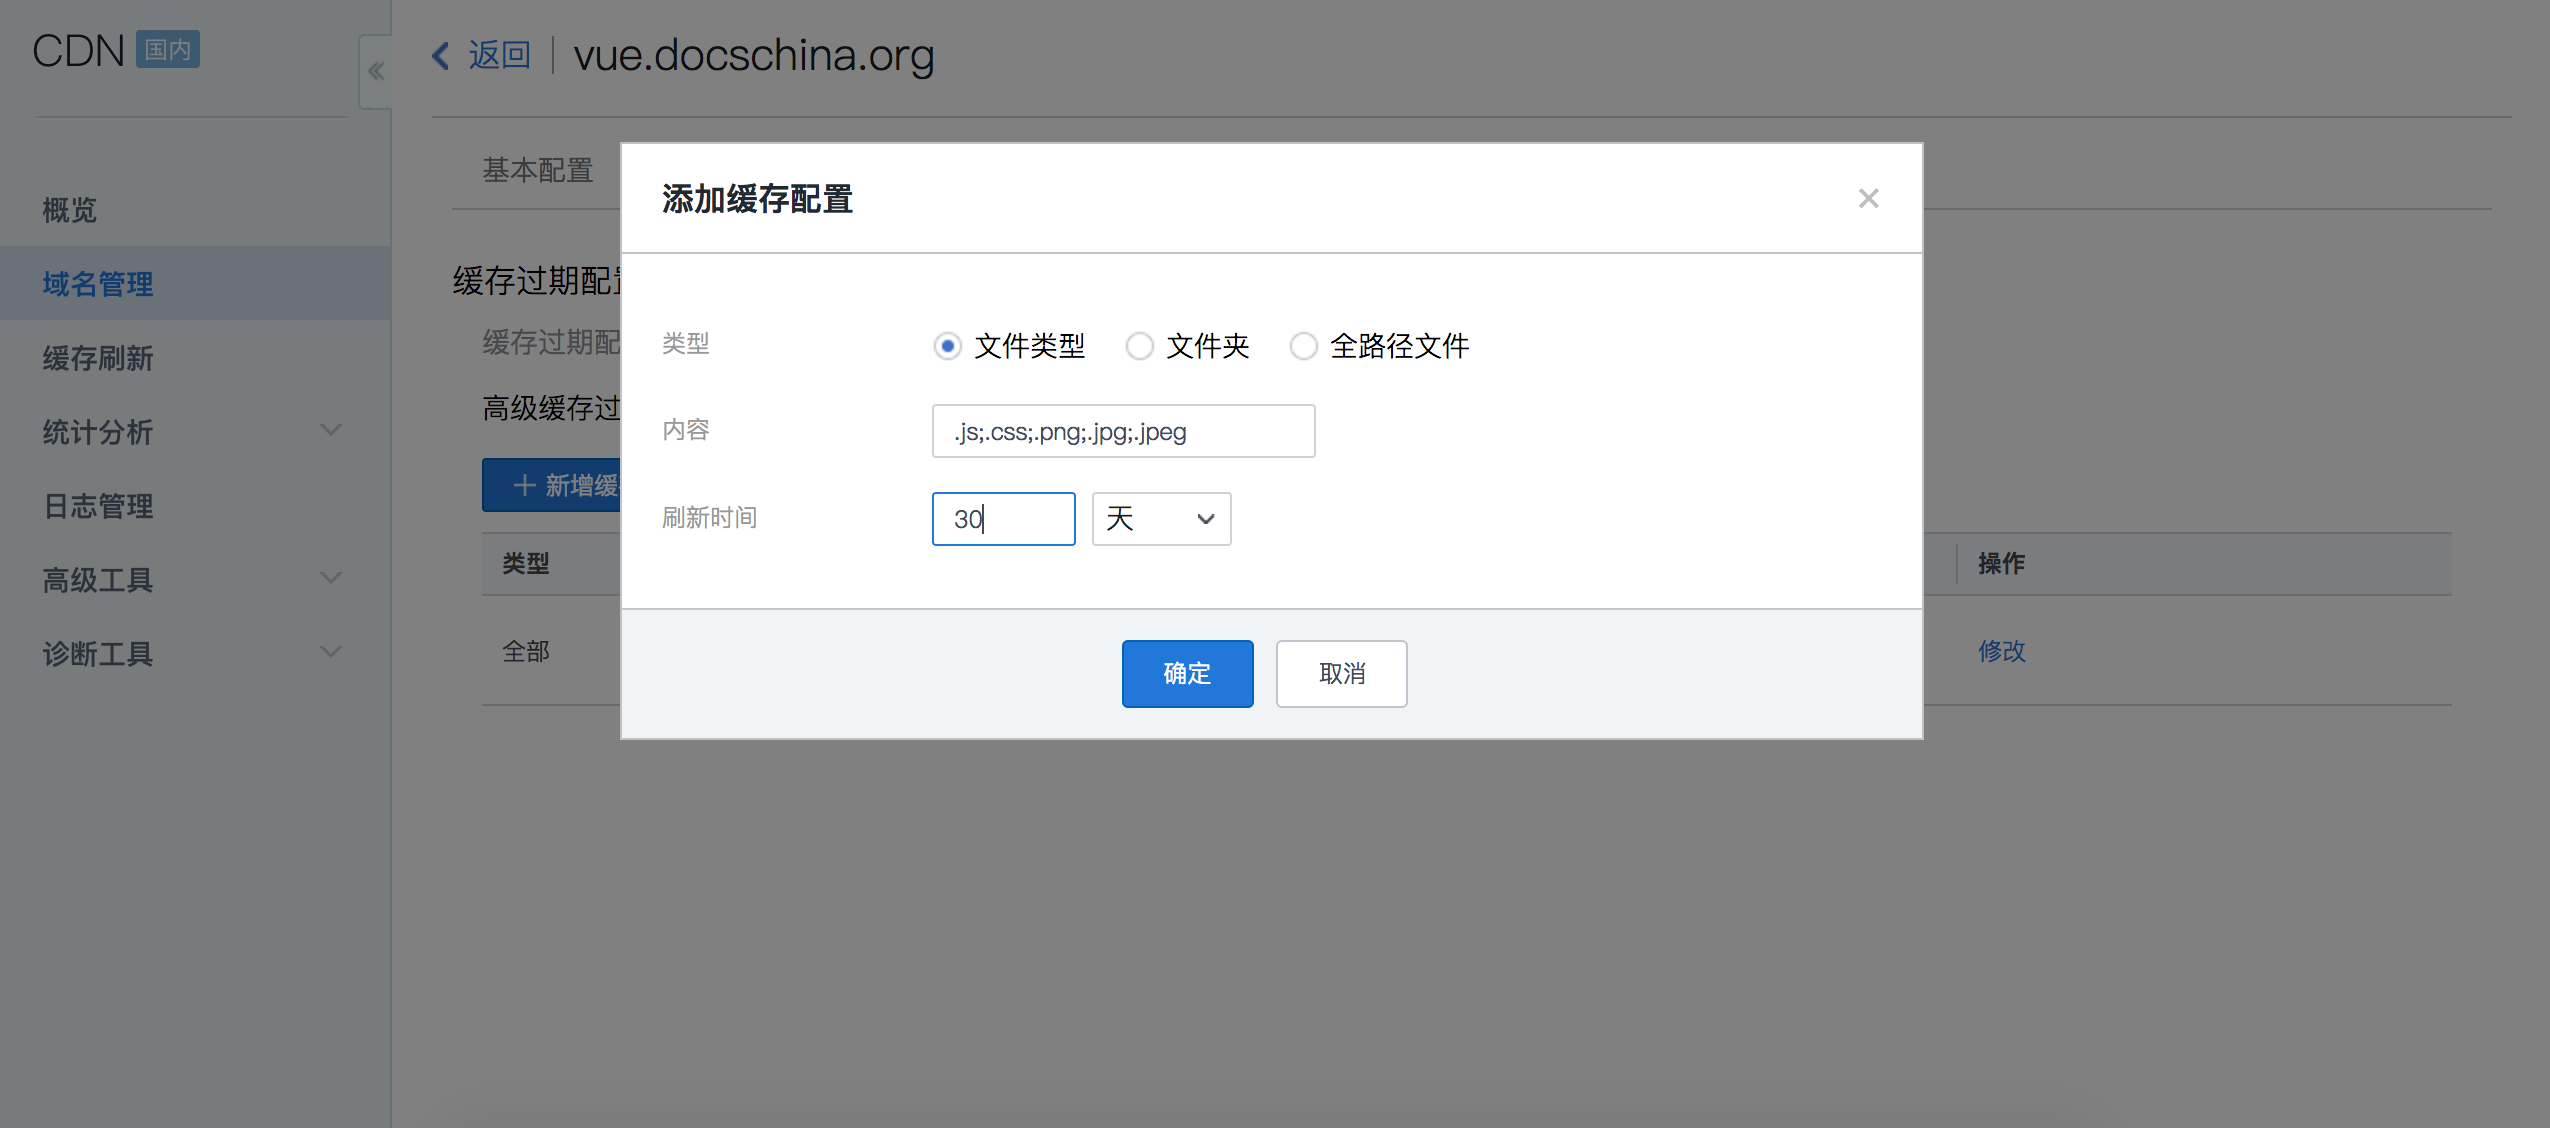 CDN 国内
概览
域名管理
缓存刷新
统计分析
日志管理
高级工具
诊断工具
返回 vue.docschina.org
基本配置
缓存过期配
缓存过期配
高级缓存过
新增缓
类型
操作
全部
修改
添加缓存配置
类型
文件类型 文件夹 全路径文件
内容
.js;.css;.png;.jpg;.jpeg
刷新时间
30 天
确定 取消